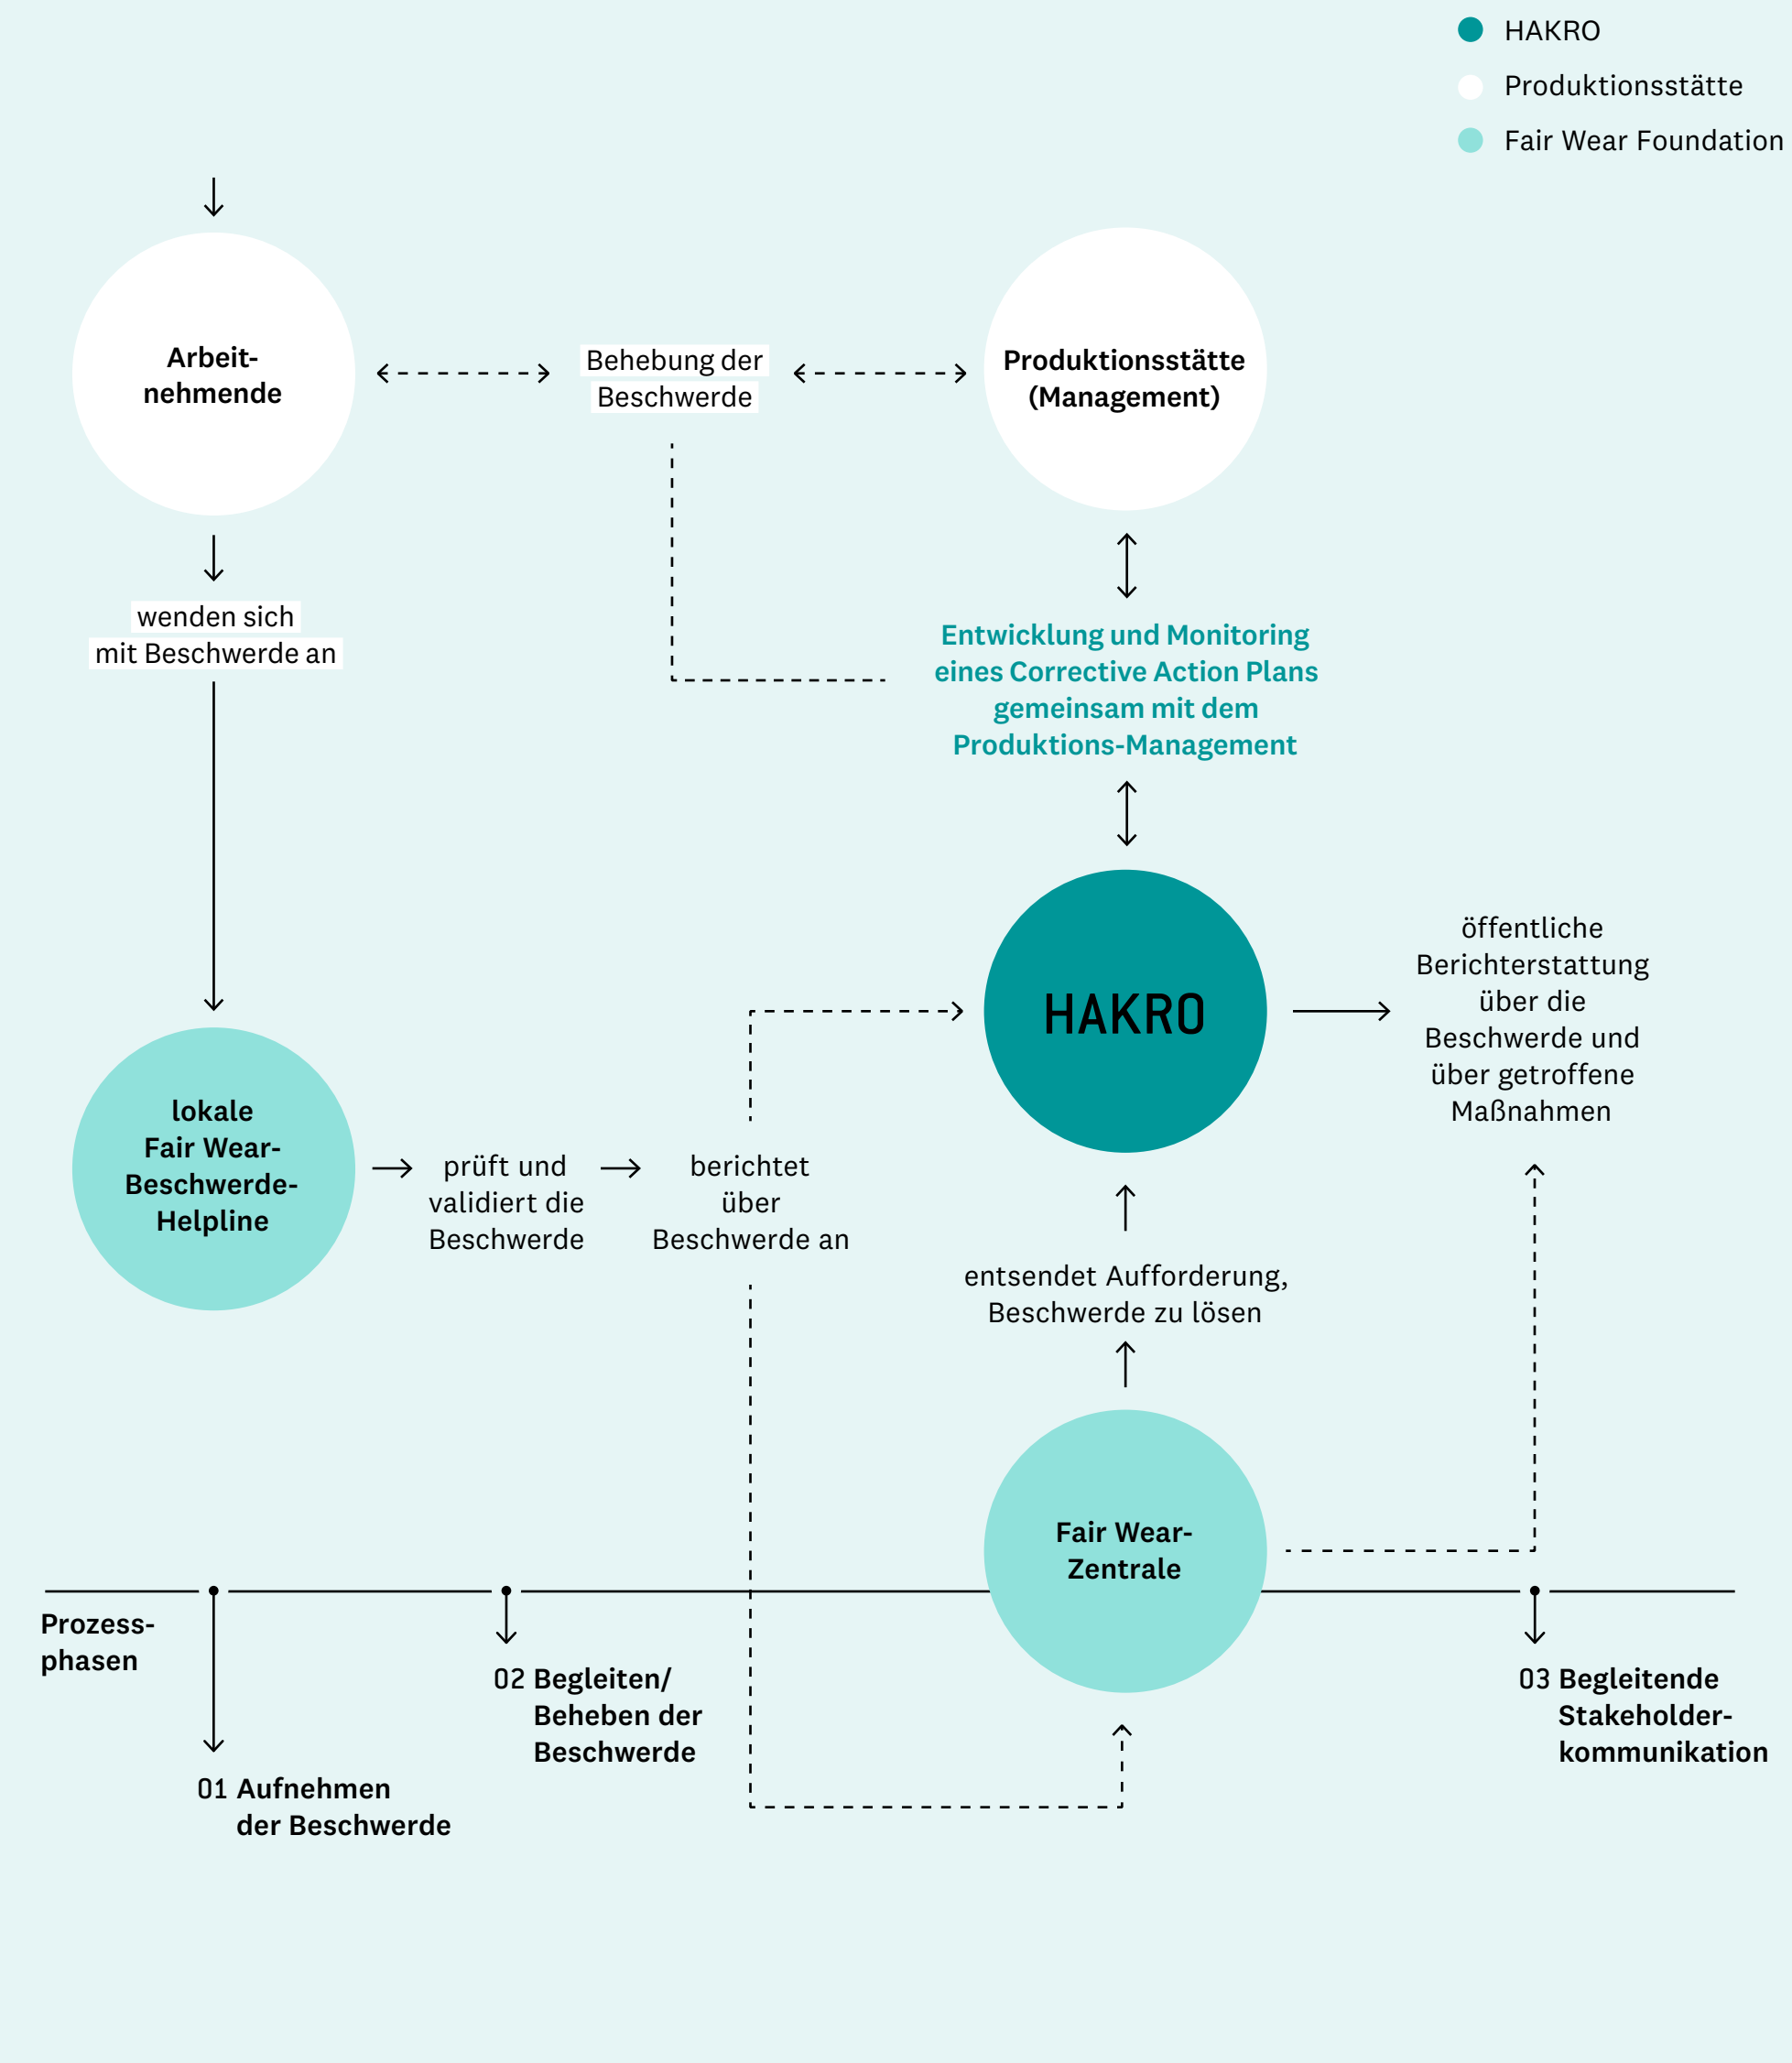 HAKRO
Produktionsstätte
Fair Wear Foundation
Arbeit-
nehmende
Behebung der
Beschwerde
Produktionsstätte
(Management)
wenden sich
mit Beschwerde an
Entwicklung und Monitoring
eines Corrective Action Plans
gemeinsam mit dem
Produktions-Management
HAKRO
öffentliche
Berichterstattung
über die
Beschwerde und
über getroffene
Maßnahmen
lokale
Fair Wear-
Beschwerde-
Helpline
prüft und
validiert die
Beschwerde
berichtet
über
Beschwerde an
entsendet Aufforderung,
Beschwerde zu lösen
Fair Wear-
Zentrale
Prozess-
phasen
01 Aufnehmen
der Beschwerde
02 Begleiten/
Beheben der
Beschwerde
03 Begleitende
Stakeholder-
kommunikation